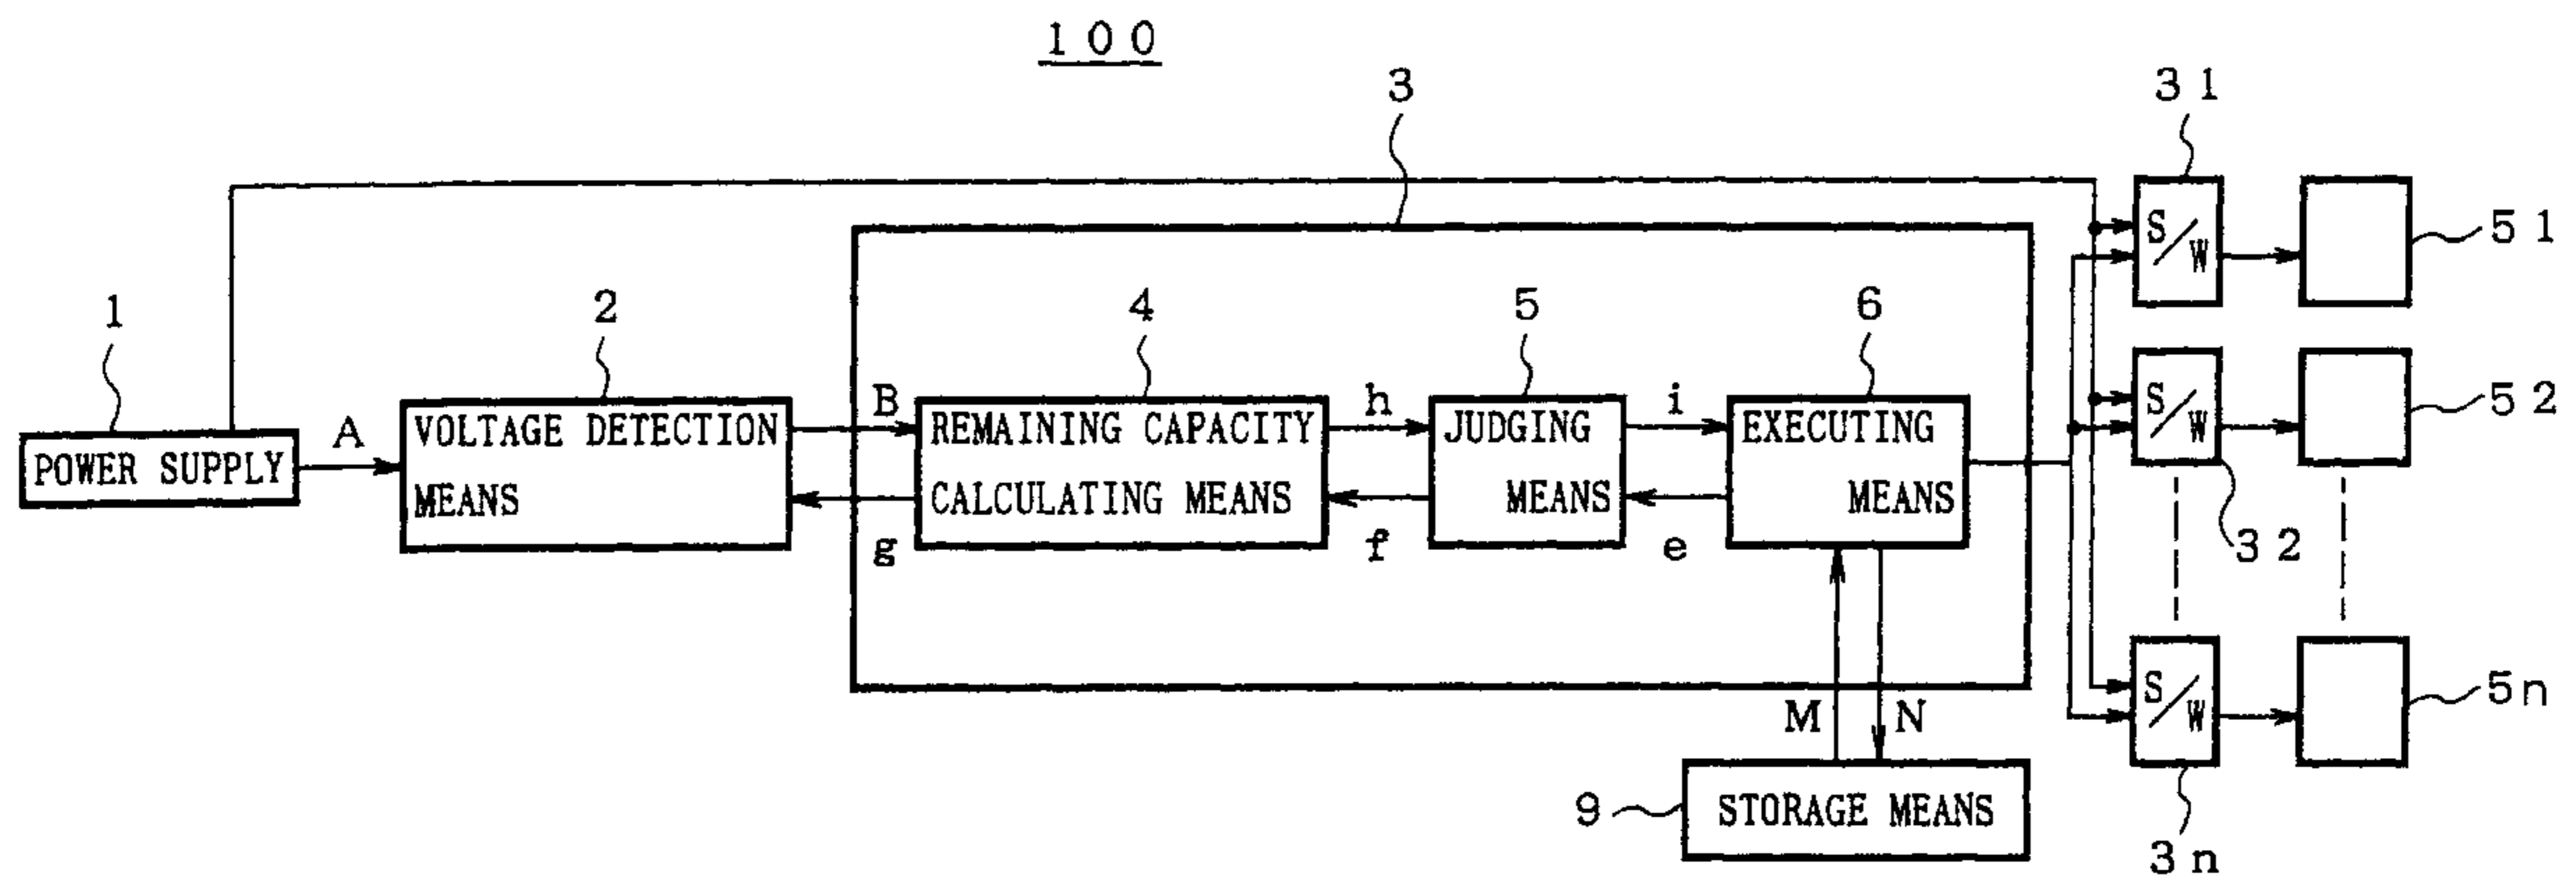 100
3
31
S/W
51
1
2
4
5
6
A
B
h
i
POWER SUPPLY
VOLTAGE DETECTION
MEANS
REMAINING CAPACITY
CALCULATING MEANS
JUDGING
MEANS
EXECUTING
MEANS
g
f
e
S/W
52
32
M
N
S/W
5n
9
STORAGE MEANS
3n